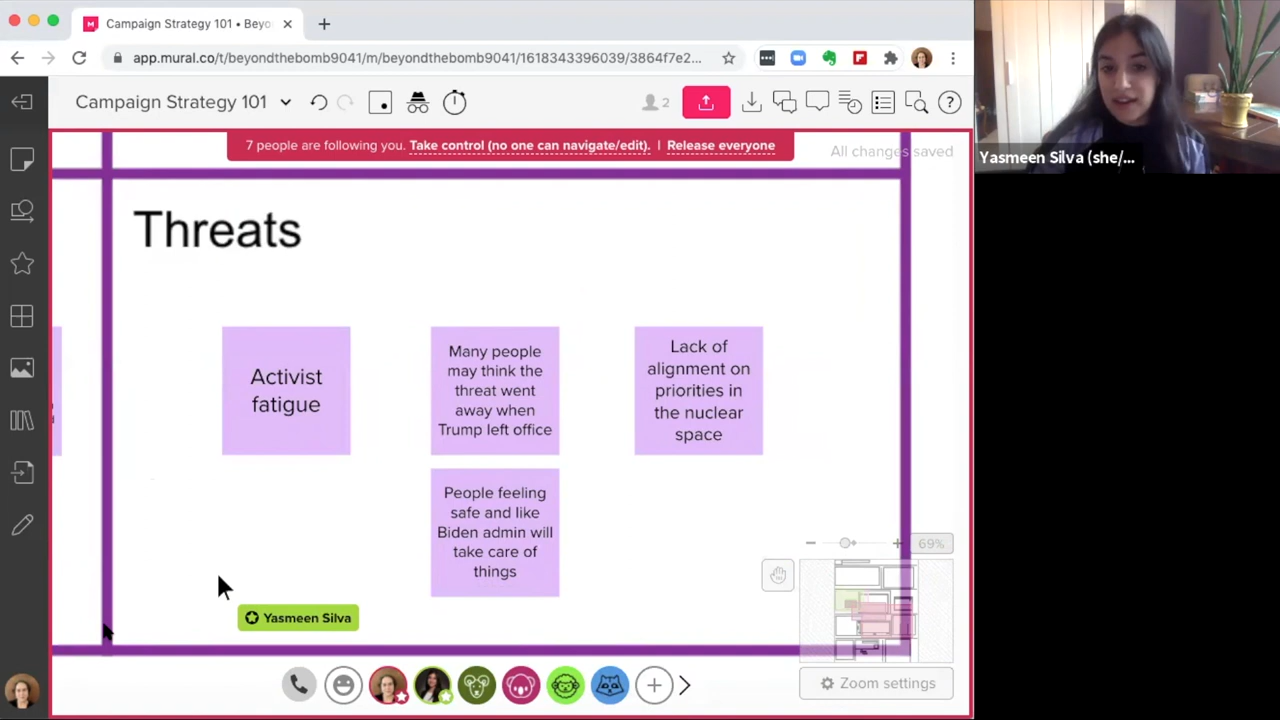 Campaign Strategy 101 • Beyo
app.mural.co/t/beyondthebomb9041/m/beyondthebomb9041/1618343396039/3864f7e2...
Campaign Strategy 101
2
?
7 people are following you. Take control (no one can navigate/edit). | Release everyone
All changes saved
Threats
Activist
fatigue
Many people
may think the
threat went
away when
Trump left office
Lack of
alignment on
priorities in
the nuclear
space
People feeling
safe and like
Biden admin will
take care of
things
Yasmeen Silva
69%
Zoom settings
Yasmeen Silva (she/...